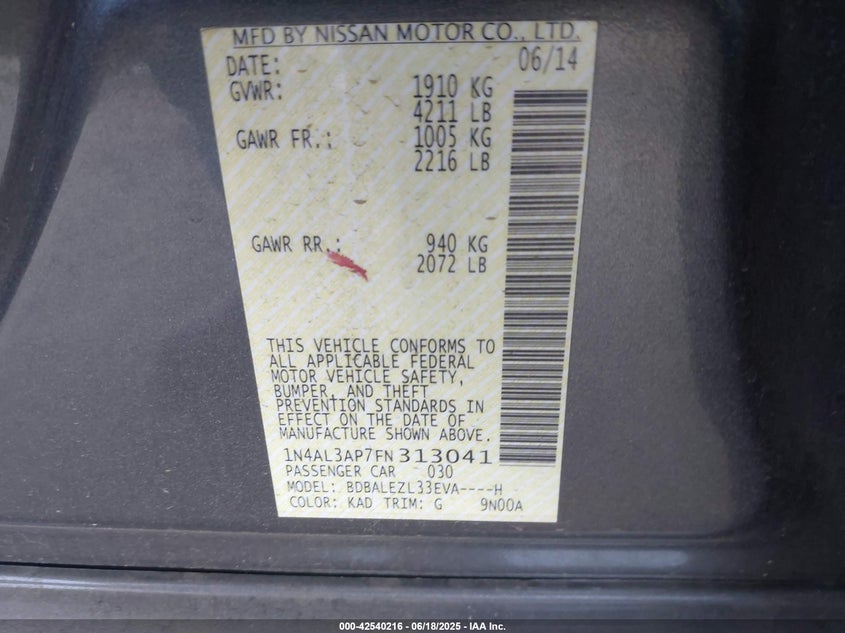 MFD BY NISSAN MOTOR CO., LTD.
DATE: 06/14
GVWR: 1910 KG
4211 LB
GAWR FR.: 1005 KG
2216 LB
GAWR RR.: 940 KG
2072 LB
THIS VEHICLE CONFORMS TO
ALL APPLICABLE FEDERAL
MOTOR VEHICLE SAFETY,
BUMPER, AND THEFT
PREVENTION STANDARDS IN
EFFECT ON THE DATE OF
MANUFACTURE SHOWN ABOVE.
1N4AL3AP7FN313041
PASSENGER CAR 030
MODEL: BDBALEZL33EVA----H
COLOR: KAD TRIM: G 9N00A
000-42540216 - 06/18/2025 - IAA Inc.